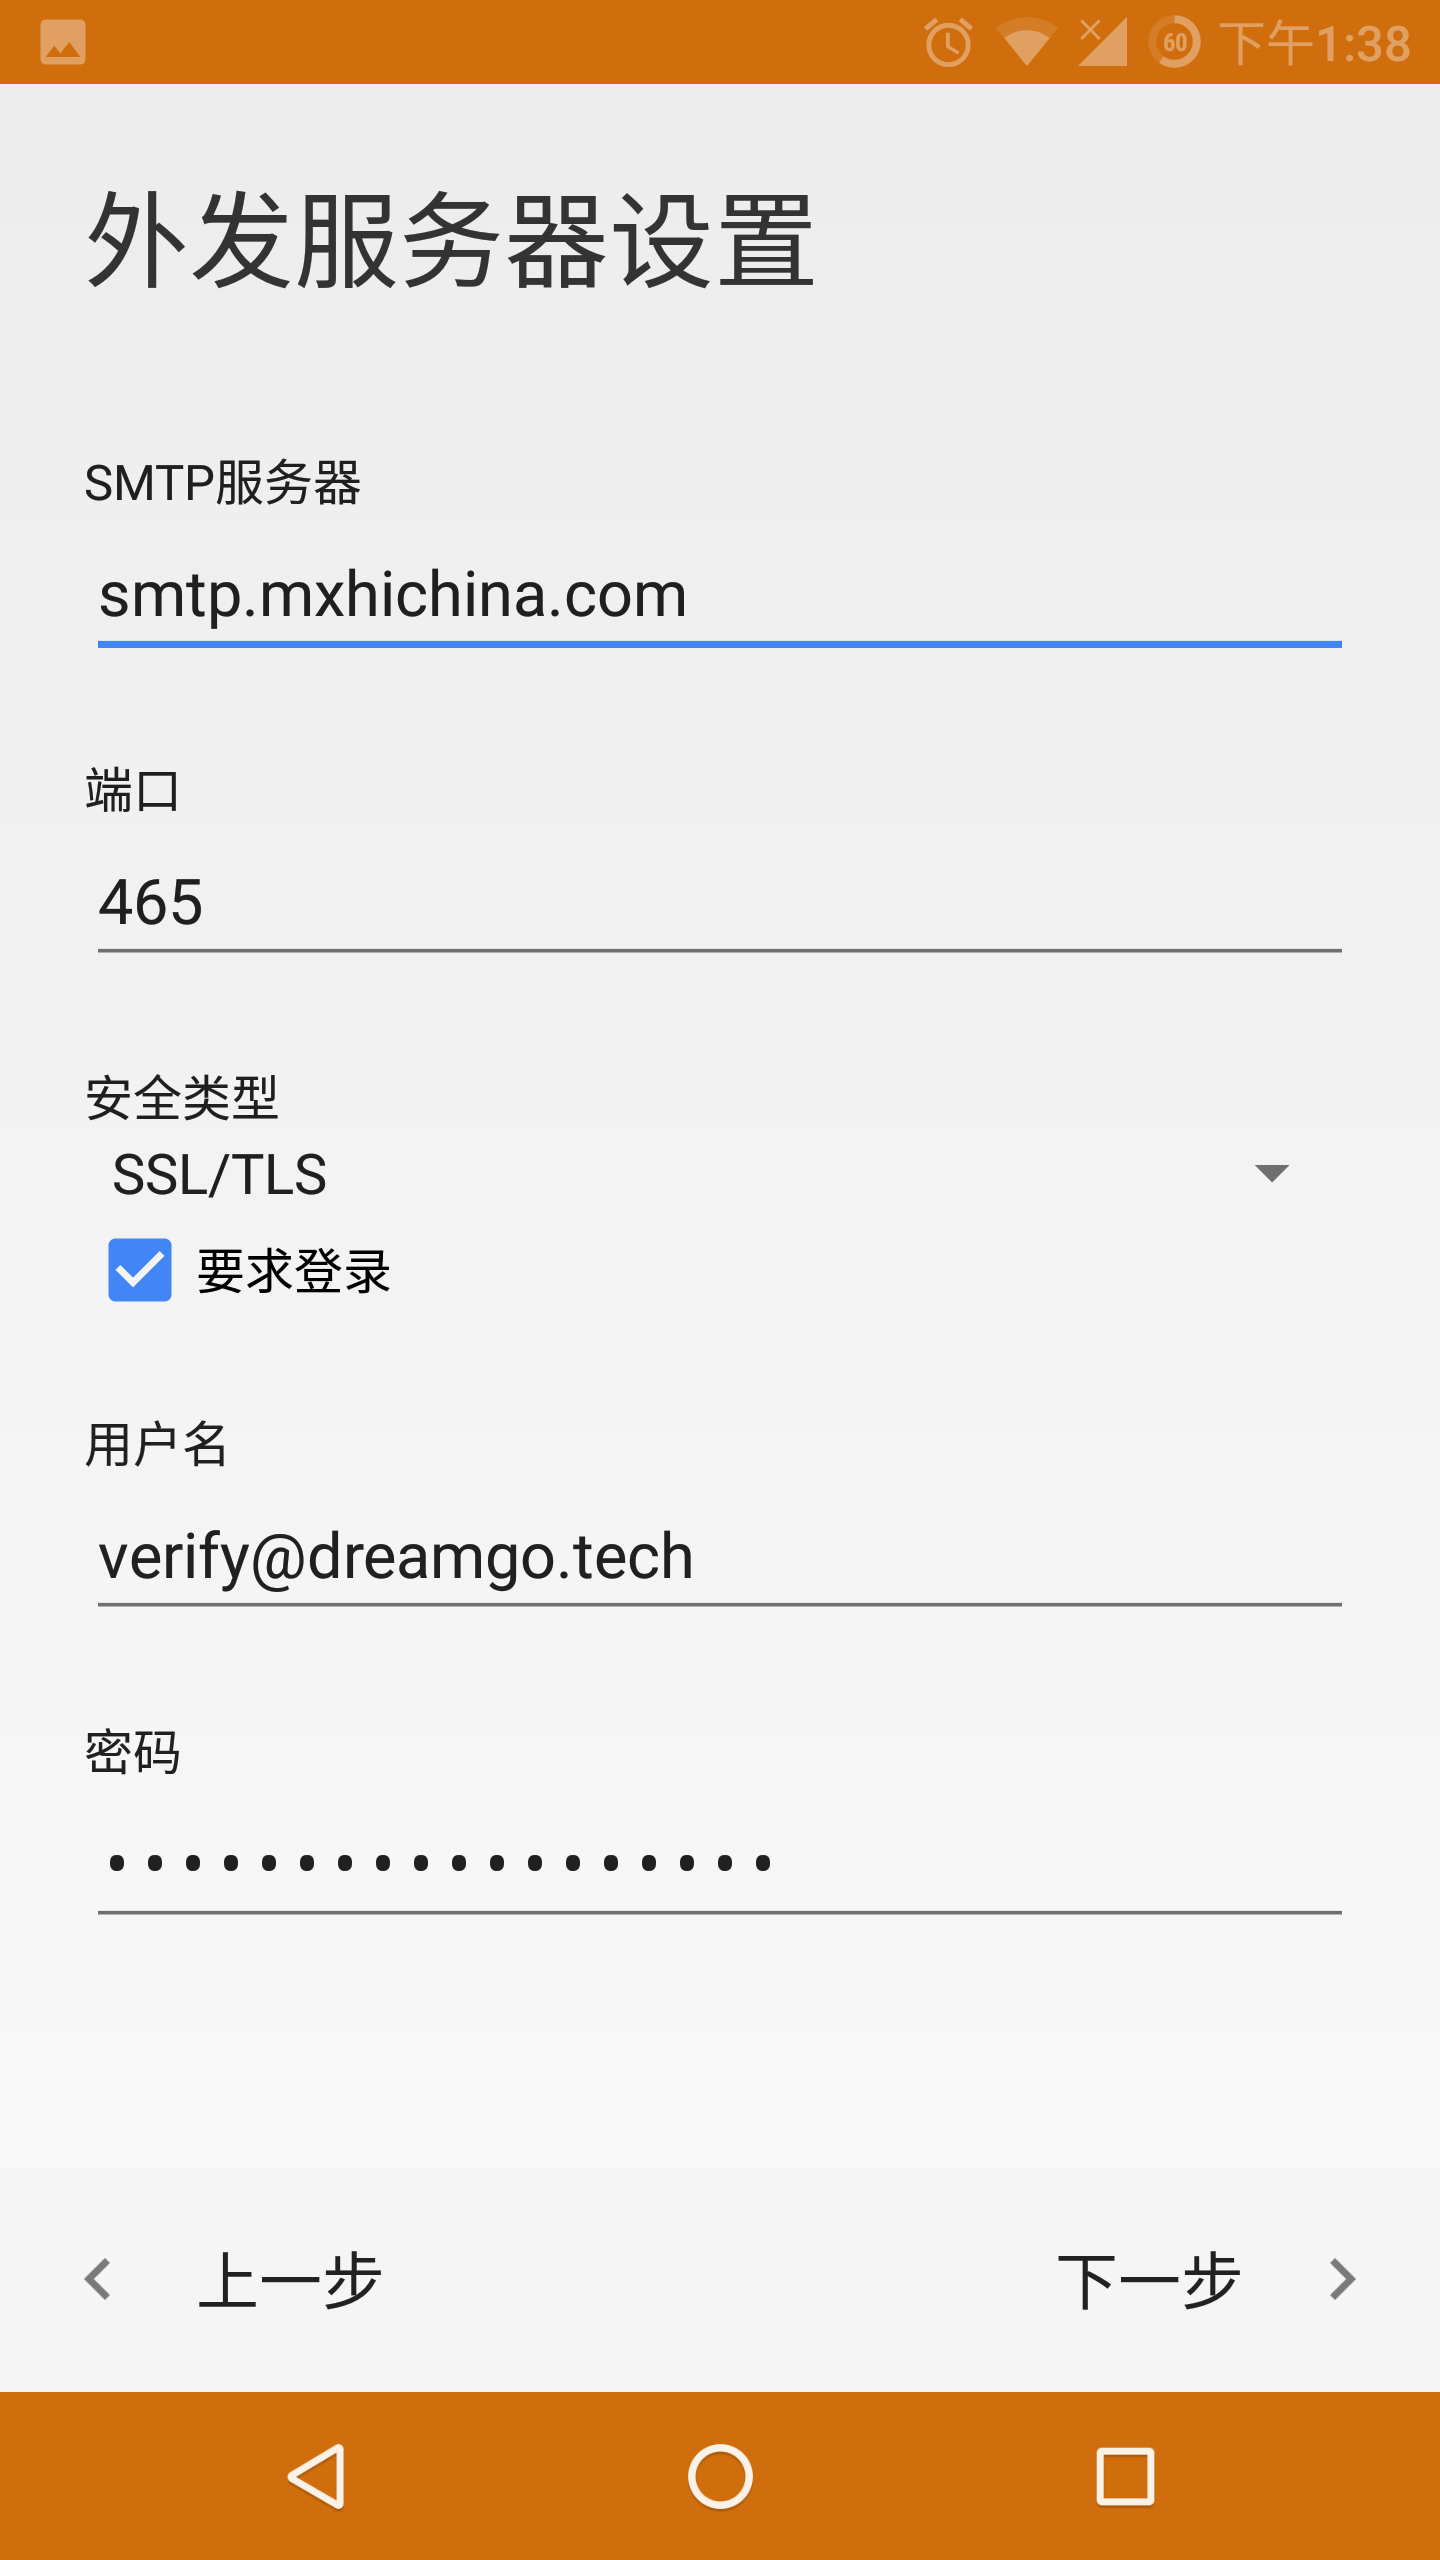 60 下午1:38
外发服务器设置
SMTP服务器
smtp.mxhichina.com
端口
465
安全类型
SSL/TLS
要求登录
用户名
verify@dreamgo.tech
密码
••••••••••••••••••
上一步 下一步